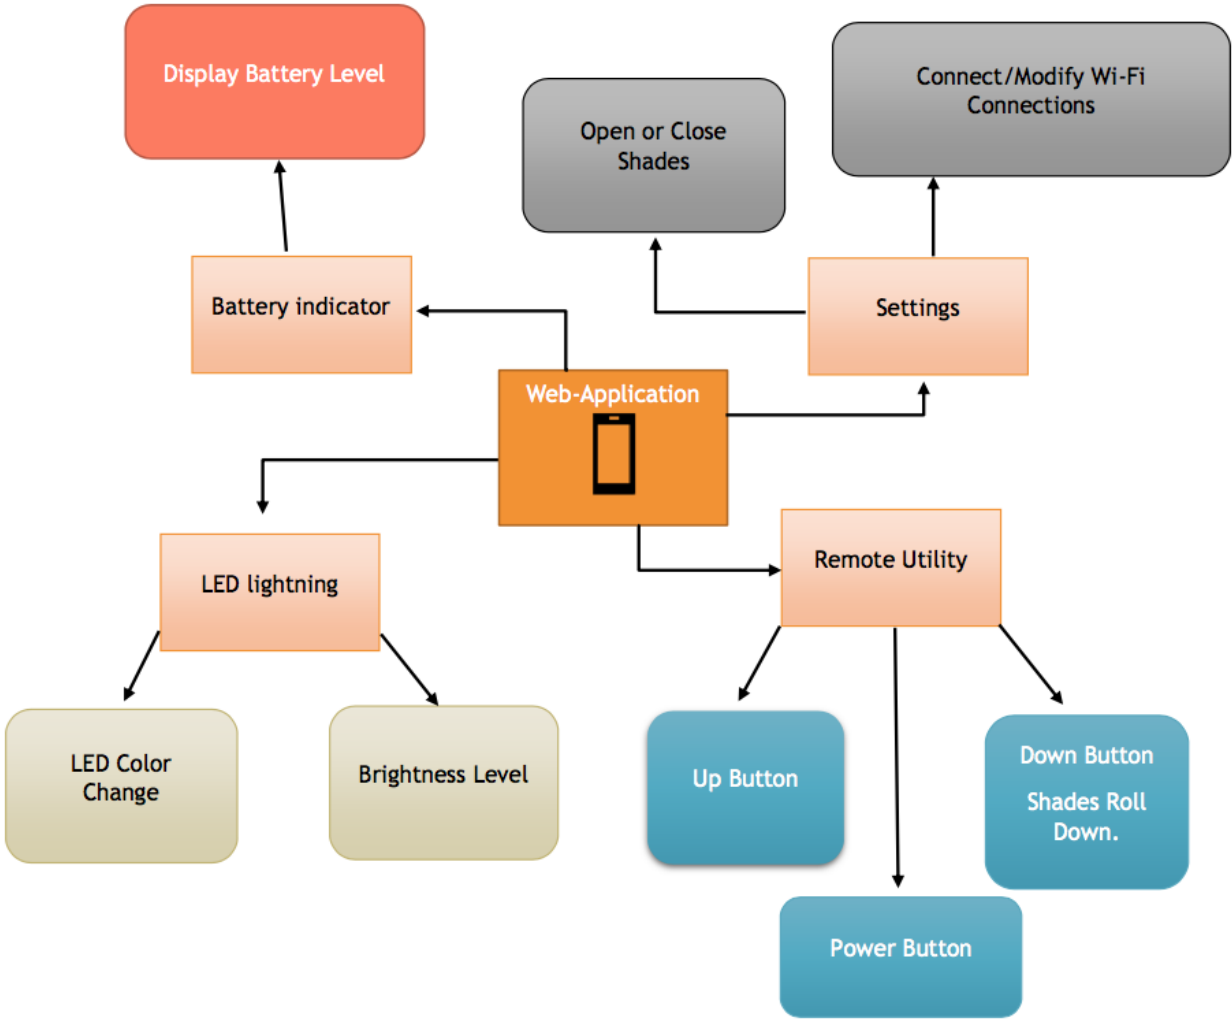 Display Battery Level
Connect/Modify Wi-Fi
Connections
Open or Close
Shades
Battery indicator
Settings
Web-Application
LED lightning
Remote Utility
LED Color
Change
Brightness Level
Up Button
Down Button
Shades Roll
Down.
Power Button